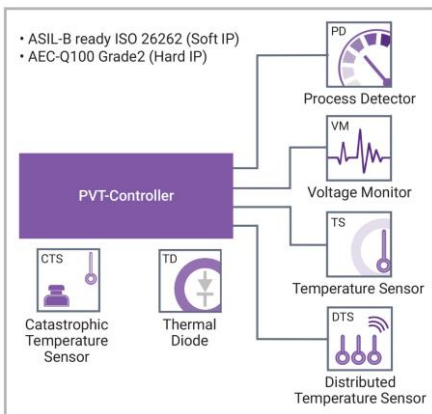 • ASIL-B ready ISO 26262 (Soft IP)
• AEC-Q100 Grade2 (Hard IP)
PD
Process Detector
VM
Voltage Monitor
PVT-Controller
TS
Temperature Sensor
CTS
Catastrophic
Temperature
Sensor
TD
Thermal
Diode
DTS
Distributed
Temperature Sensor